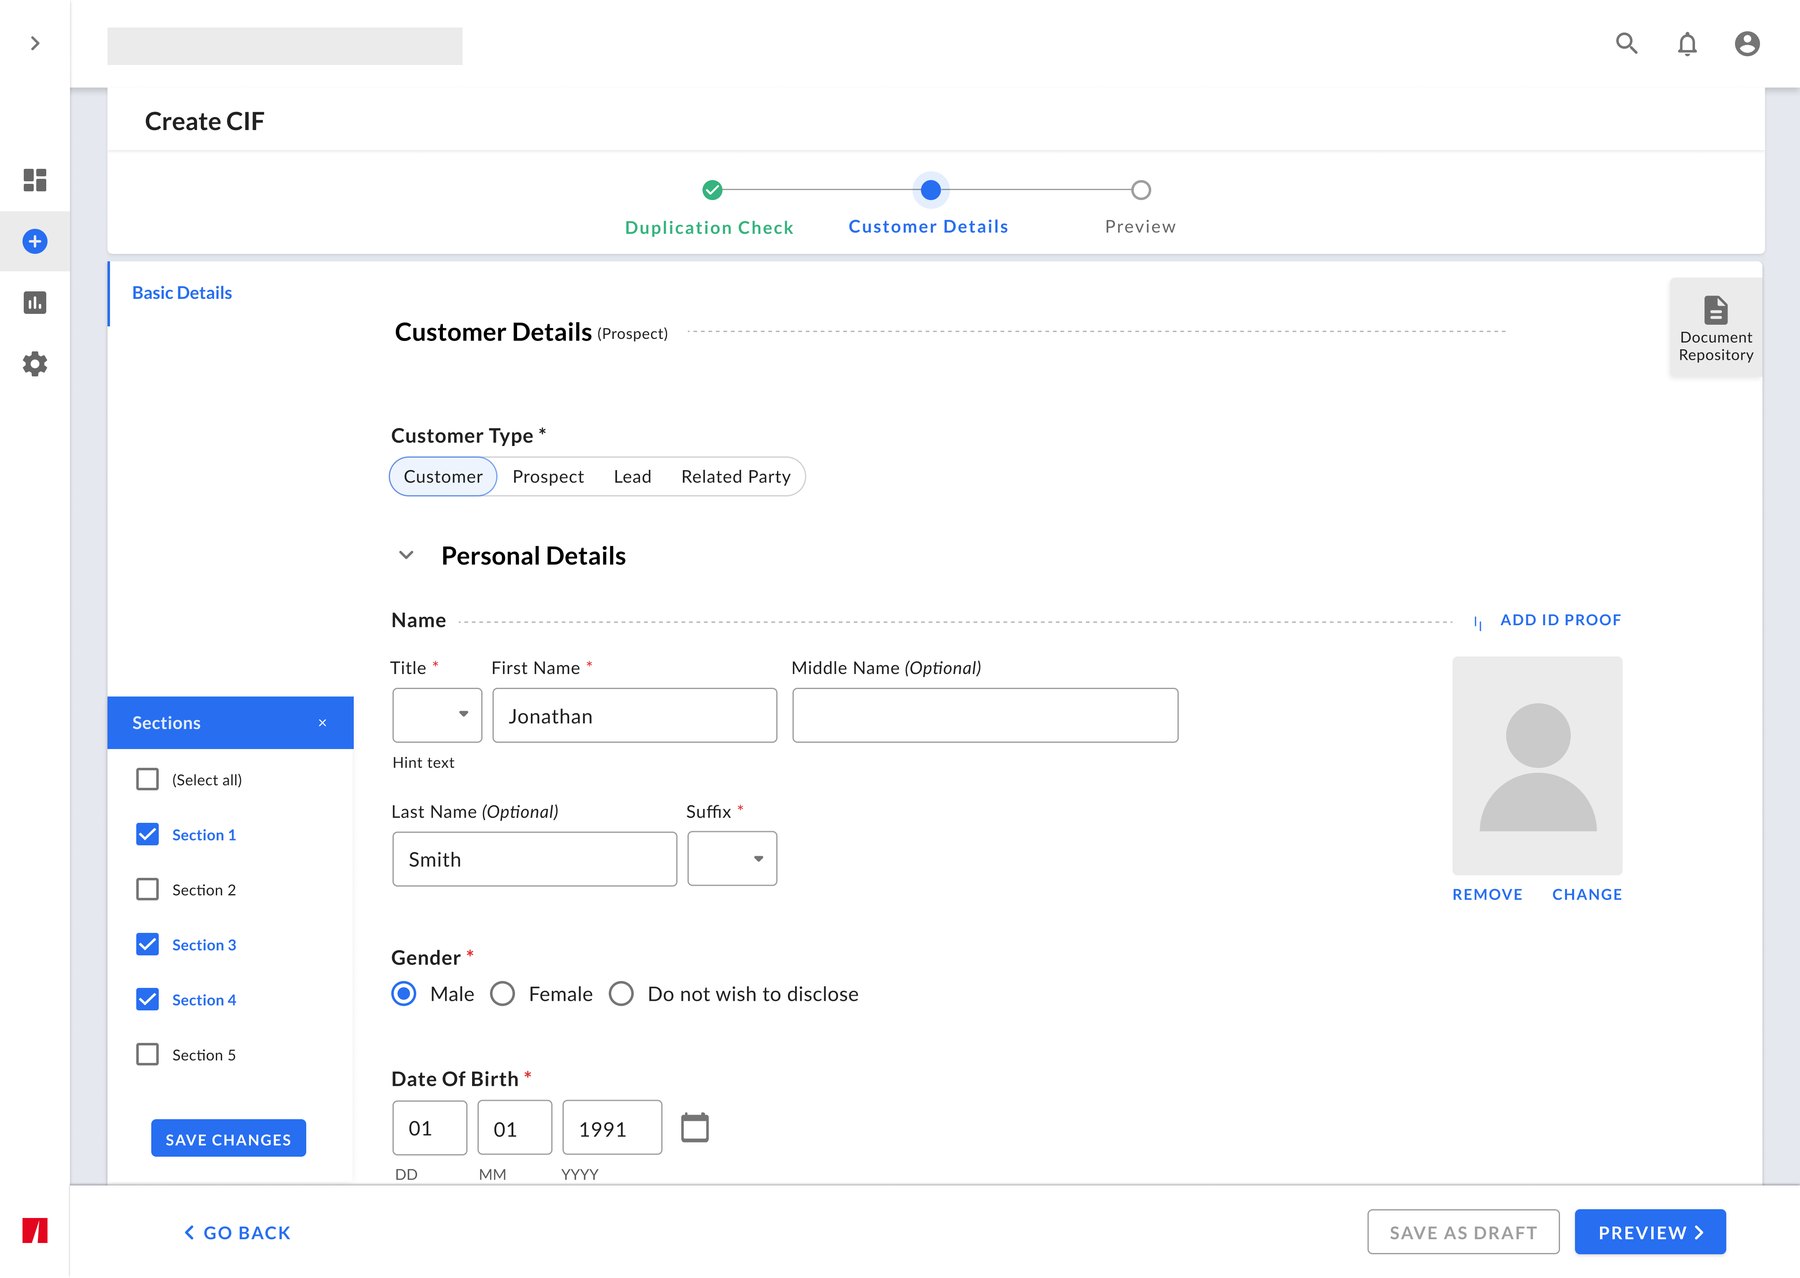 Create CIF
Duplication Check
Customer Details
Preview
Basic Details
Customer Details (Prospect)
Document
Repository
Customer Type *
Customer Prospect Lead Related Party
Personal Details
Name
ADD ID PROOF
Title * First Name * Middle Name (Optional)
Jonathan
Hint text
Last Name (Optional) Suffix *
Smith
REMOVE CHANGE
Gender *
Male Female Do not wish to disclose
Date Of Birth *
01 01 1991
DD MM YYYY
Sections
(Select all)
Section 1
Section 2
Section 3
Section 4
Section 5
SAVE CHANGES
GO BACK
SAVE AS DRAFT
PREVIEW